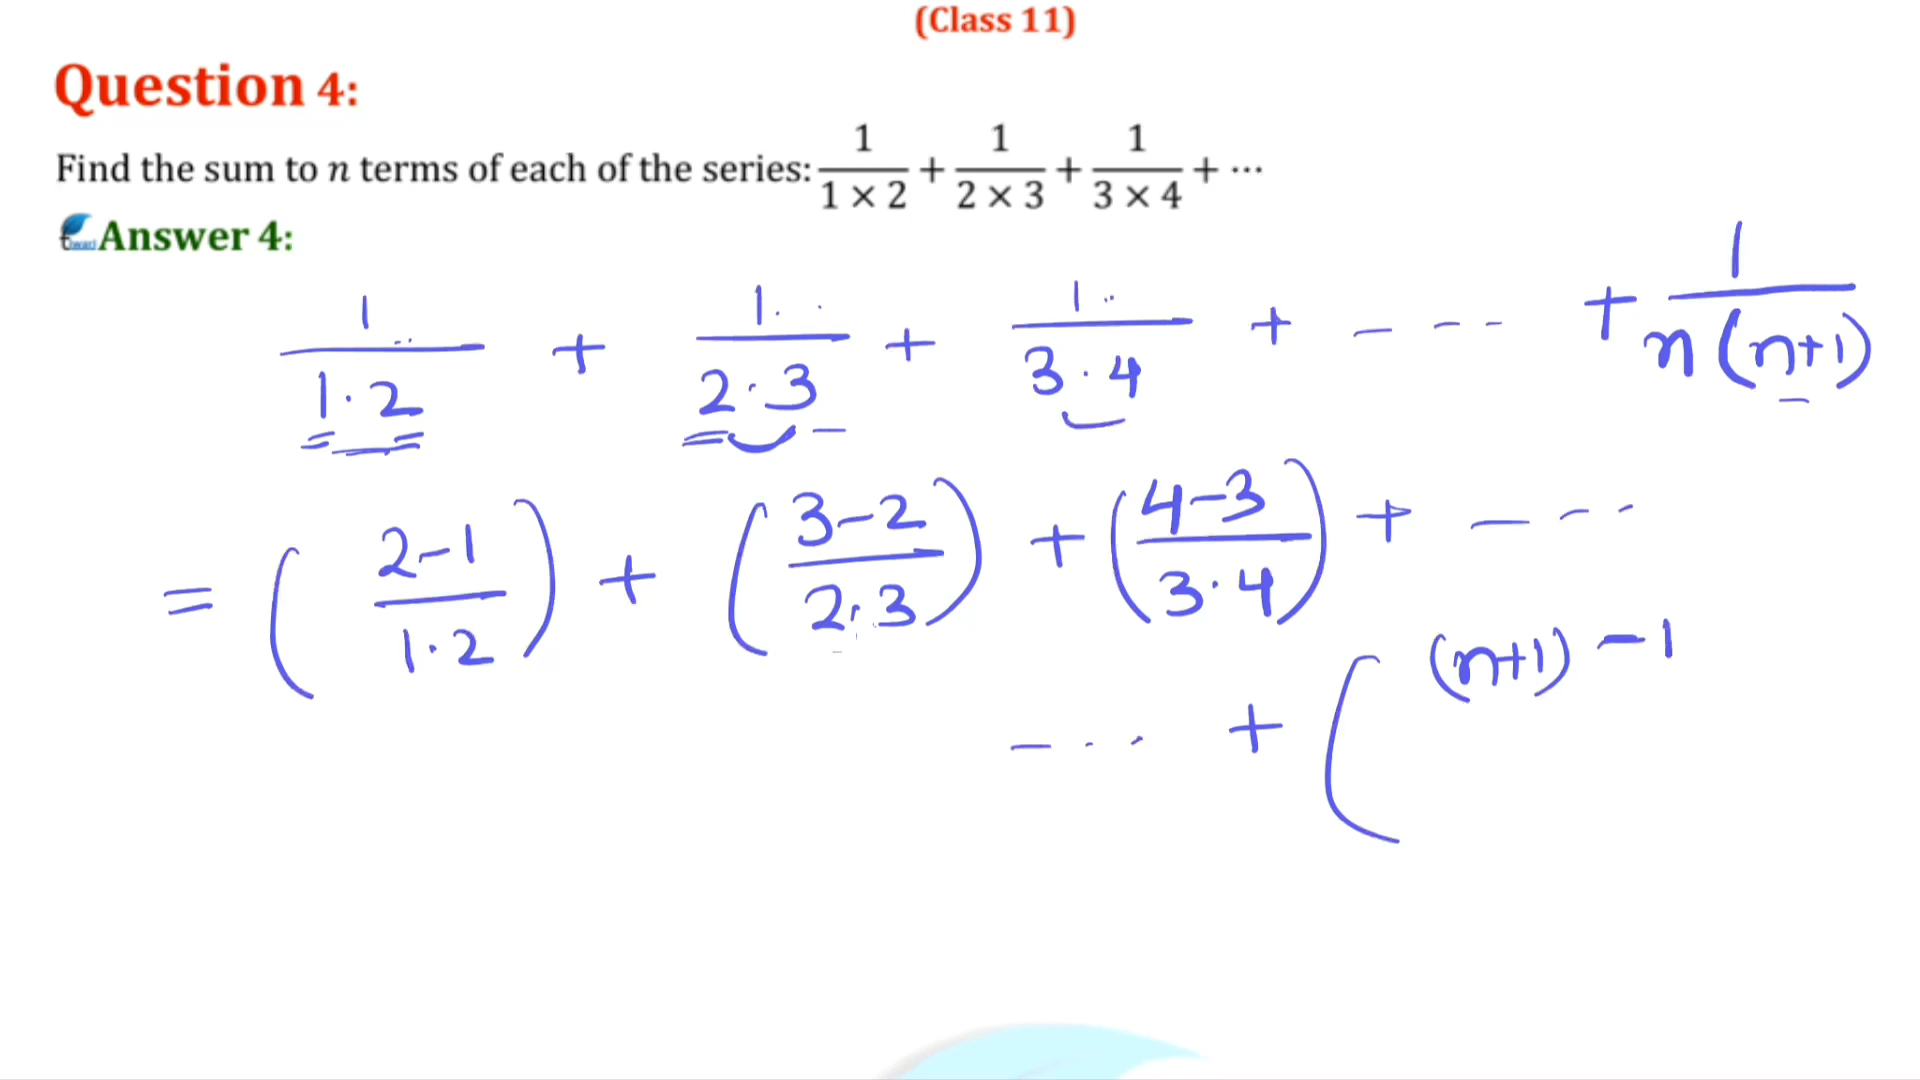 (Class 11)
Question 4:
Find the sum to n terms of each of the series: 1/(1 × 2) + 1/(2 × 3) + 1/(3 × 4) + ⋯
Answer 4:
1/(1·2) + 1/(2·3) + 1/(3·4) + - - - - + 1/(n(n+1))
= ((2-1)/(1·2)) + ((3-2)/(2·3)) + ((4-3)/(3·4)) + - - -
- - - + ( (n+1) - 1